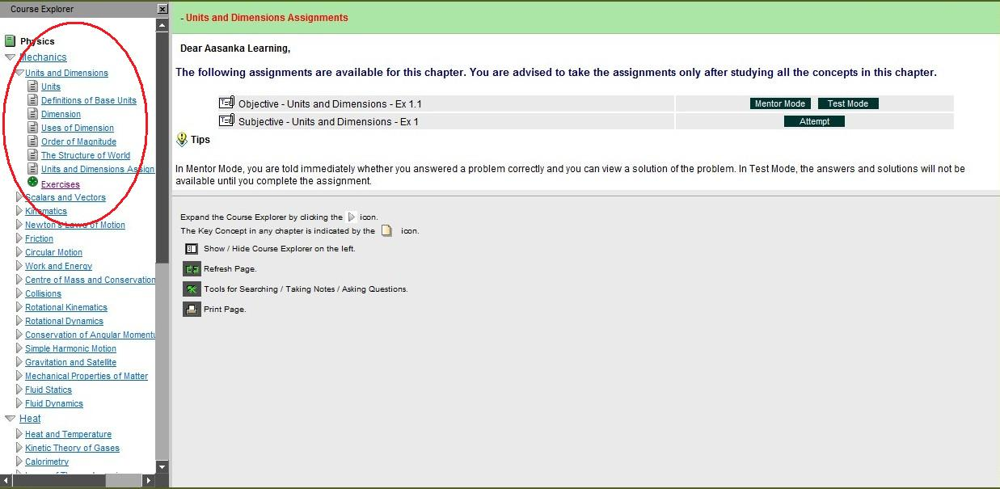 Course Explorer
Physics
Mechanics
Units and Dimensions
Units
Definitions of Base Units
Dimension
Uses of Dimension
Order of Magnitude
The Structure of World
Units and Dimensions Assign
Exercises
Scalars and Vectors
Kinematics
Newton's Laws of Motion
Friction
Circular Motion
Work and Energy
Centre of Mass and Conservation
Collisions
Rotational Kinematics
Rotational Dynamics
Conservation of Angular Momentu
Simple Harmonic Motion
Gravitation and Satellite
Mechanical Properties of Matter
Fluid Statics
Fluid Dynamics
Heat
Heat and Temperature
Kinetic Theory of Gases
Calorimetry
- Units and Dimensions Assignments
Dear Aasanka Learning,
The following assignments are available for this chapter. You are advised to take the assignments only after studying all the concepts in this chapter.
Objective - Units and Dimensions - Ex 1.1 Mentor Mode Test Mode
Subjective - Units and Dimensions - Ex 1 Attempt
Tips
In Mentor Mode, you are told immediately whether you answered a problem correctly and you can view a solution of the problem. In Test Mode, the answers and solutions will not be
available until you complete the assignment.
Expand the Course Explorer by clicking the icon.
The Key Concept in any chapter is indicated by the icon.
Show / Hide Course Explorer on the left.
Refresh Page.
Tools for Searching / Taking Notes / Asking Questions.
Print Page.